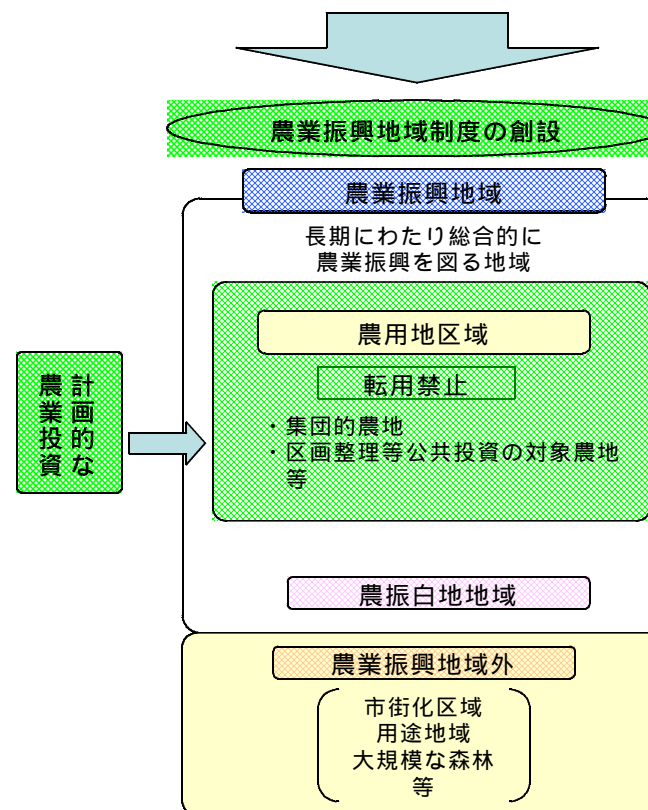 農業振興地域制度の創設
農業振興地域
長期にわたり総合的に
農業振興を図る地域
農用地区域
転用禁止
・集団的農地
・区画整理等公共投資の対象農地
等
計画的な
農業投資
農振白地地域
農業振興地域外
市街化区域
用途地域
大規模な森林
等